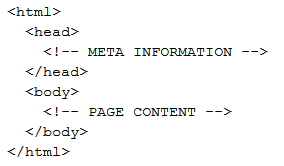 <html>
  <head>
    <!-- META INFORMATION -->
  </head>
  <body>
    <!-- PAGE CONTENT -->
  </body>
</html>